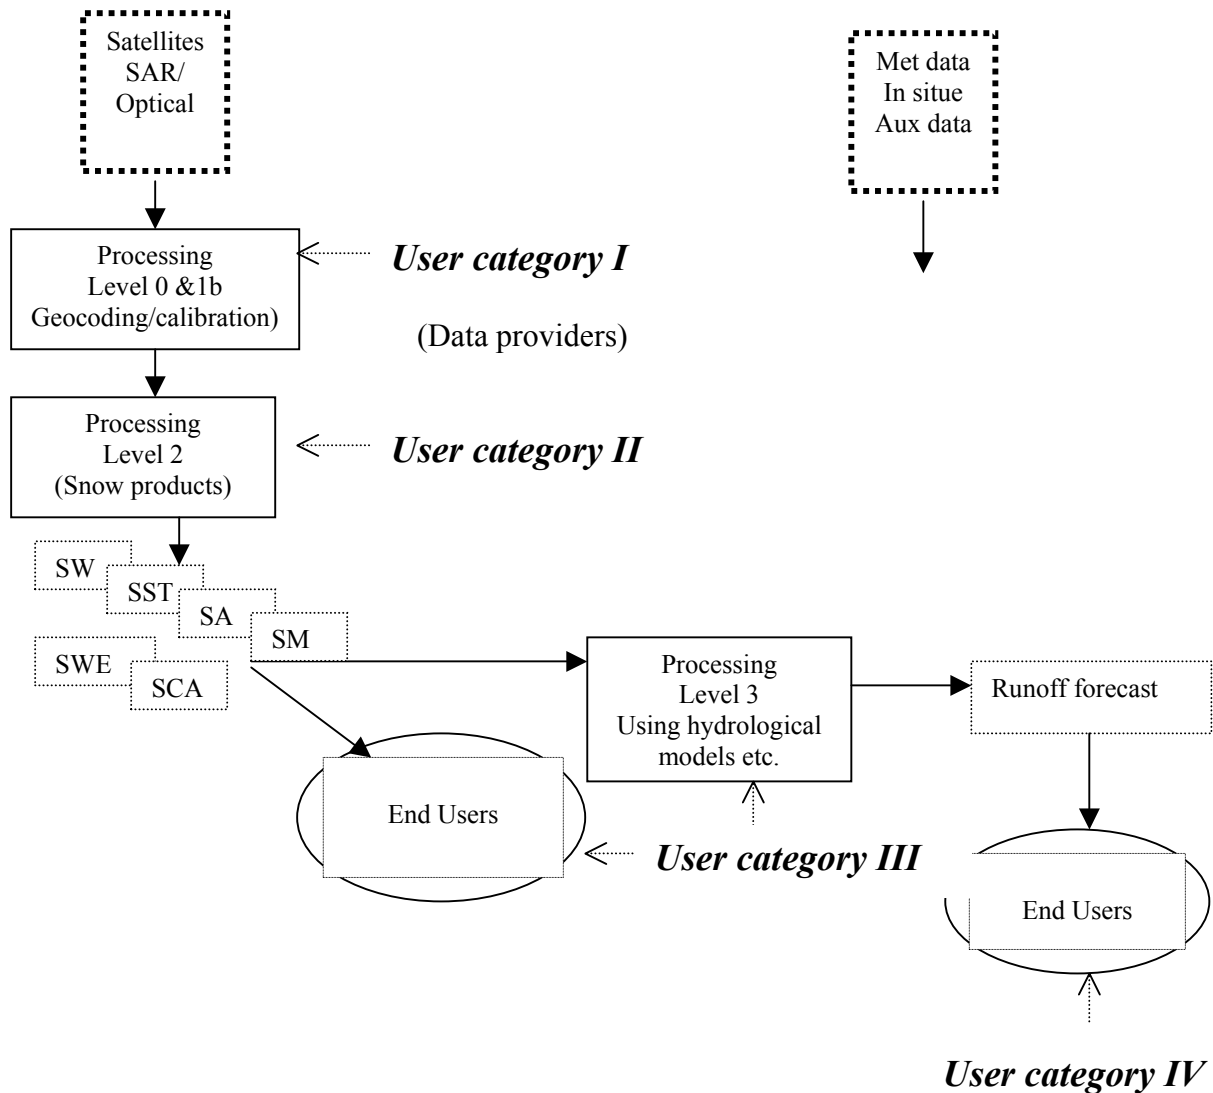 Satellites
SAR/
Optical
Met data
In situe
Aux data
Processing
Level 0 &1b
Geocoding/calibration)
User category I
(Data providers)
Processing
Level 2
(Snow products)
User category II
SW
SST
SA
SM
SWE
SCA
Processing
Level 3
Using hydrological
models etc.
Runoff forecast
End Users
User category III
End Users
User category IV